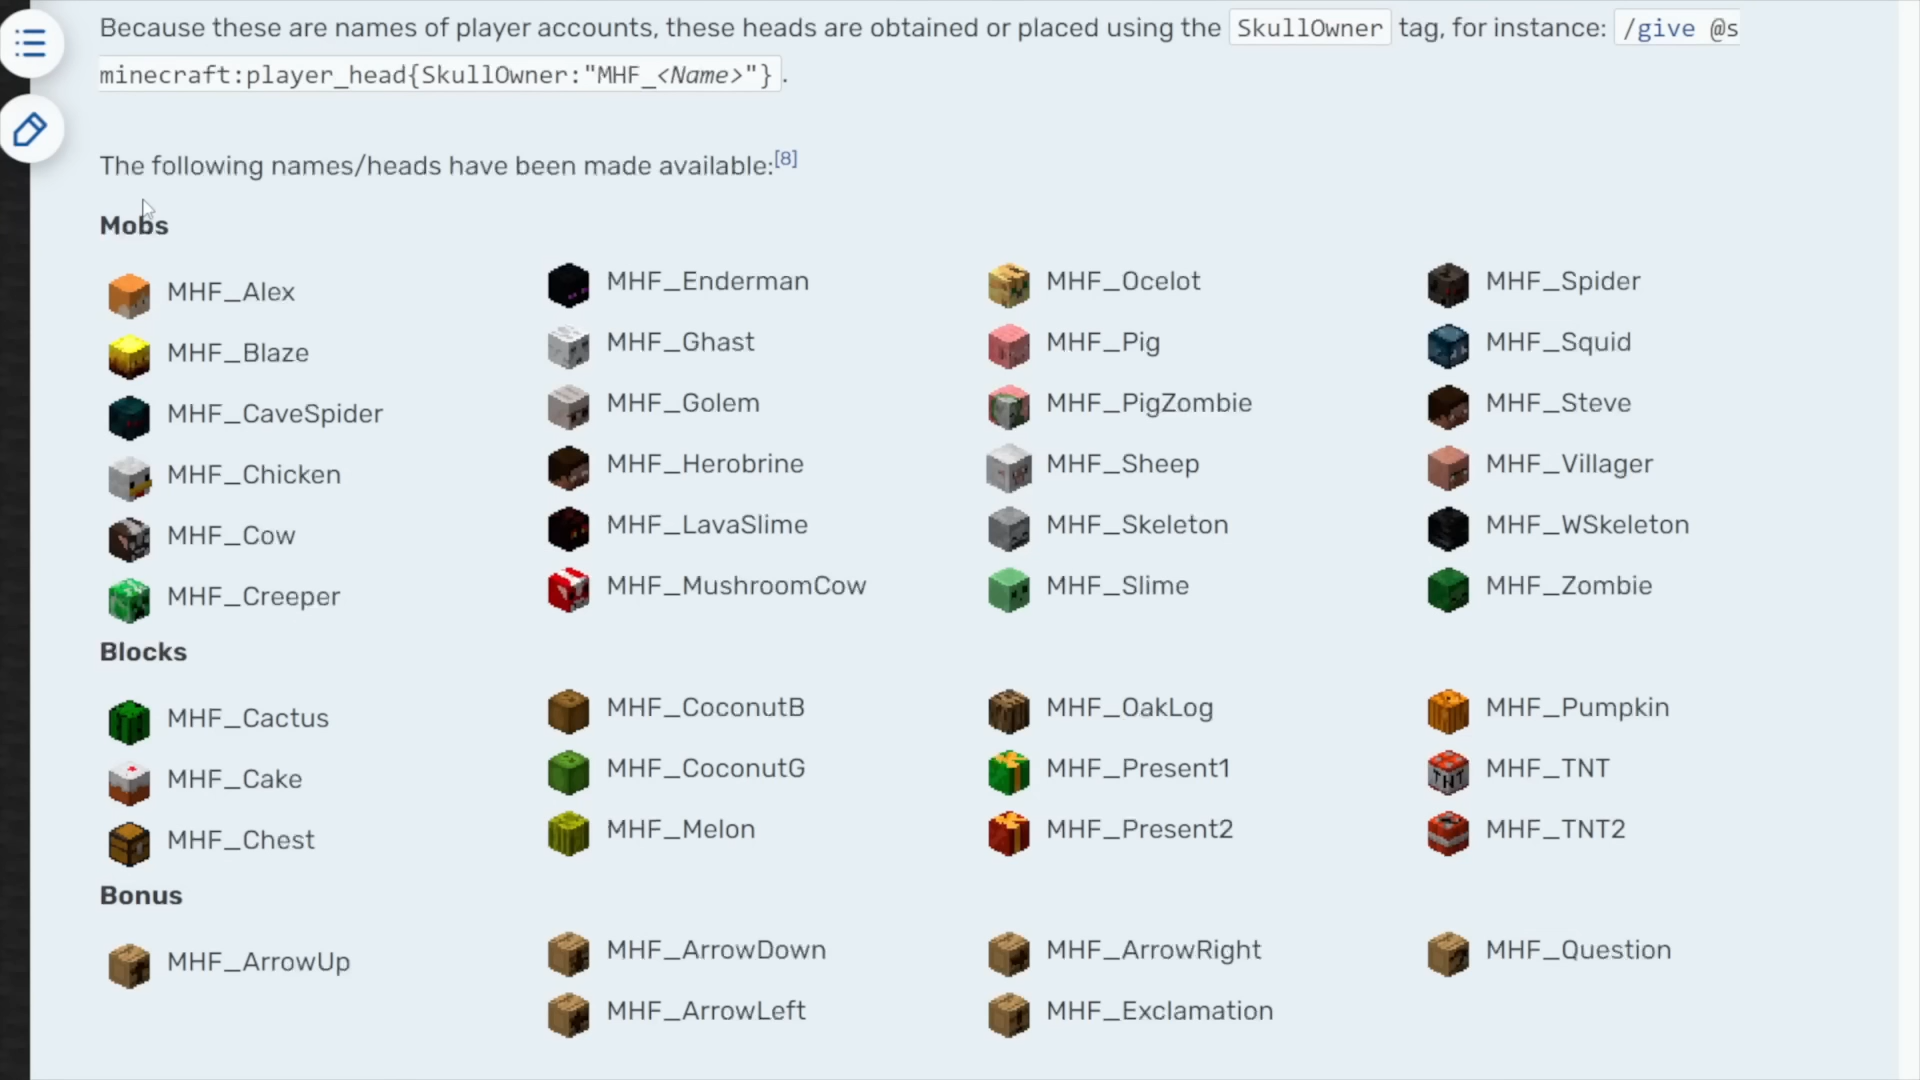 Because these are names of player accounts, these heads are obtained or placed using the SkullOwner tag, for instance: /give @s
minecraft:player_head{SkullOwner:"MHF_<Name>"}.
The following names/heads have been made available:[8]
Mobs
MHF_Alex
MHF_Blaze
MHF_CaveSpider
MHF_Chicken
MHF_Cow
MHF_Creeper
MHF_Enderman
MHF_Ghast
MHF_Golem
MHF_Herobrine
MHF_LavaSlime
MHF_MushroomCow
MHF_Ocelot
MHF_Pig
MHF_PigZombie
MHF_Sheep
MHF_Skeleton
MHF_Slime
MHF_Spider
MHF_Squid
MHF_Steve
MHF_Villager
MHF_WSkeleton
MHF_Zombie
Blocks
MHF_Cactus
MHF_Cake
MHF_Chest
MHF_CoconutB
MHF_CoconutG
MHF_Melon
MHF_OakLog
MHF_Present1
MHF_Present2
MHF_Pumpkin
MHF_TNT
MHF_TNT2
Bonus
MHF_ArrowUp
MHF_ArrowDown
MHF_ArrowLeft
MHF_ArrowRight
MHF_Exclamation
MHF_Question